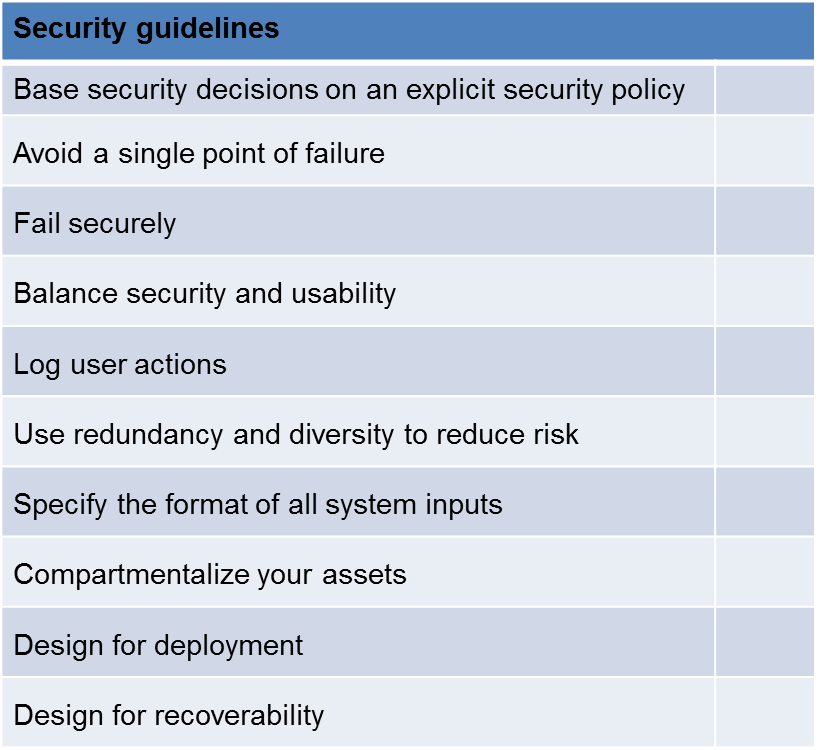 Security guidelines
Base security decisions on an explicit security policy
Avoid a single point of failure
Fail securely
Balance security and usability
Log user actions
Use redundancy and diversity to reduce risk
Specify the format of all system inputs
Compartmentalize your assets
Design for deployment
Design for recoverability